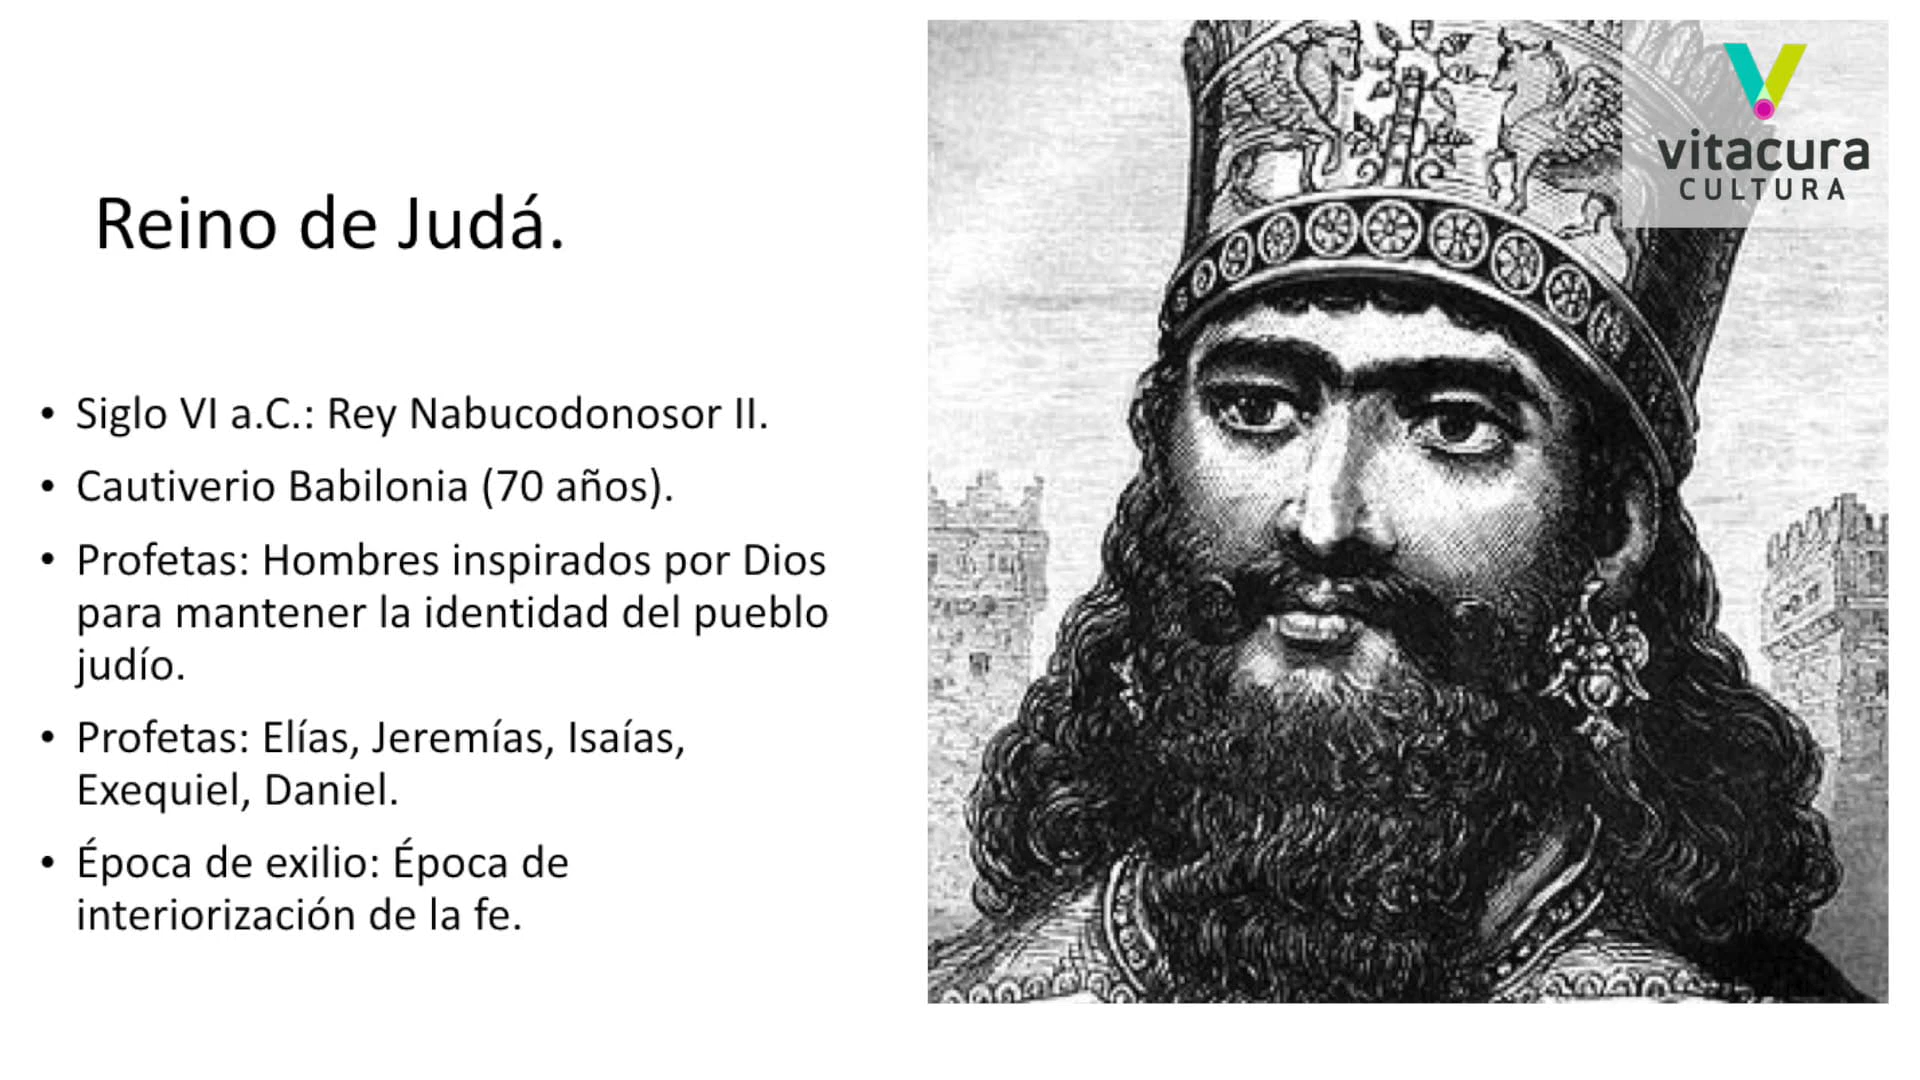 Reino de Judá.
• Siglo VI a.C.: Rey Nabucodonosor II.
• Cautiverio Babilonia (70 años).
• Profetas: Hombres inspirados por Dios
para mantener la identidad del pueblo
judío.
• Profetas: Elías, Jeremías, Isaías,
Exequiel, Daniel.
• Época de exilio: Época de
interiorización de la fe.
vitacura
CULTURA